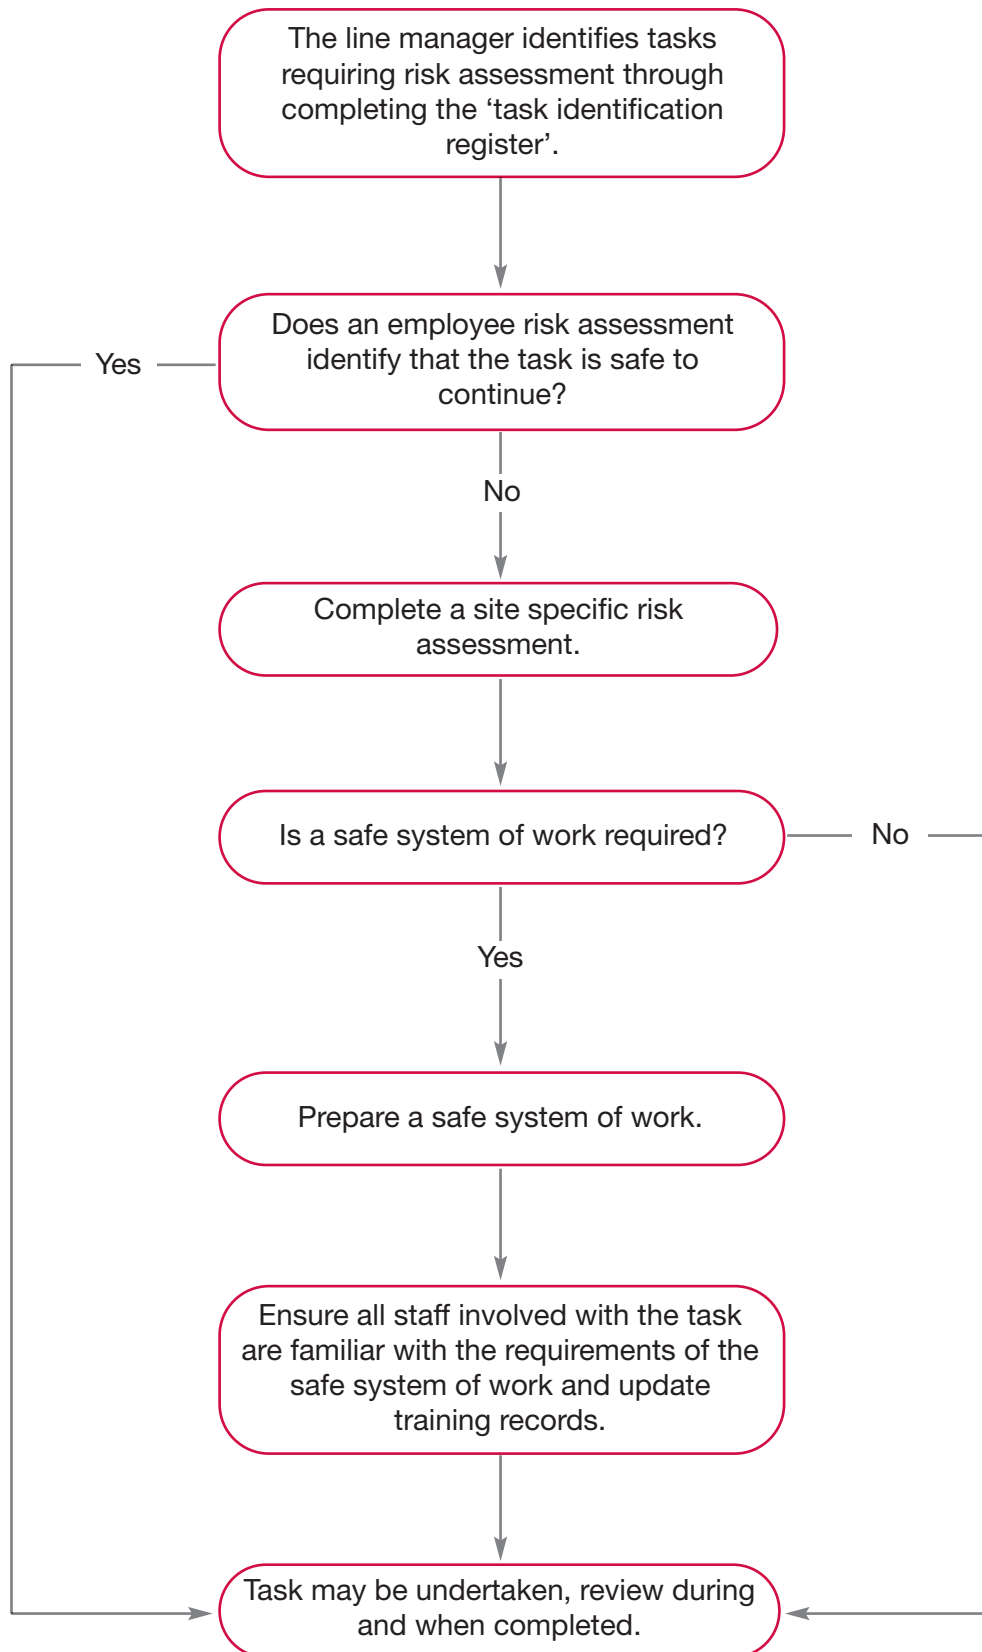 The line manager identifies tasks
requiring risk assessment through
completing the ‘task identification
register’.
Does an employee risk assessment
identify that the task is safe to
continue?
Yes
No
Complete a site specific risk
assessment.
Is a safe system of work required?
No
Yes
Prepare a safe system of work.
Ensure all staff involved with the task
are familiar with the requirements of the
safe system of work and update
training records.
Task may be undertaken, review during
and when completed.